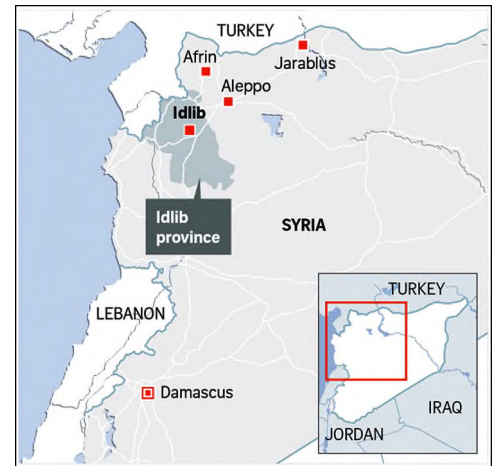 TURKEY
Afrin
Jarablus
Aleppo
Idlib
Idlib
province
SYRIA
TURKEY
LEBANON
Damascus
IRAQ
JORDAN